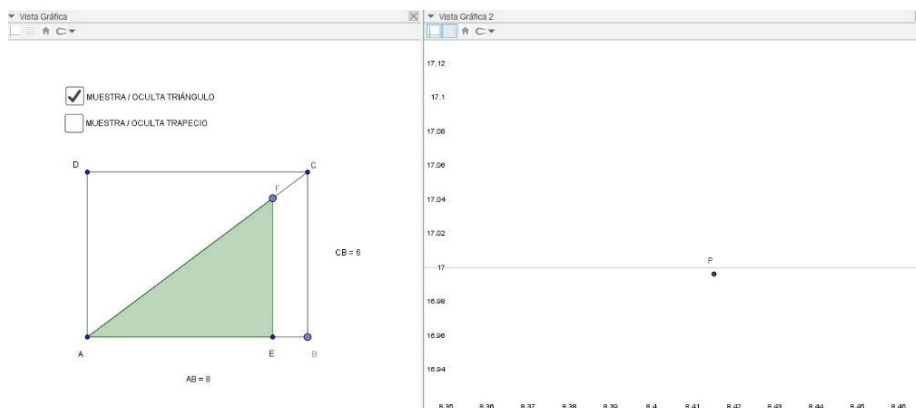 Vista Gráfica
MUESTRA / OCULTA TRIÁNGULO
MUESTRA / OCULTA TRAPECIO
D
C
F
CB = 6
A
E
B
AB = 8
Vista Gráfica 2
17.12
17.1
17.08
17.06
17.04
17.02
17
16.98
16.96
16.94
P
8.35 8.36 8.37 8.38 8.39 8.4 8.41 8.42 8.43 8.44 8.45 8.46